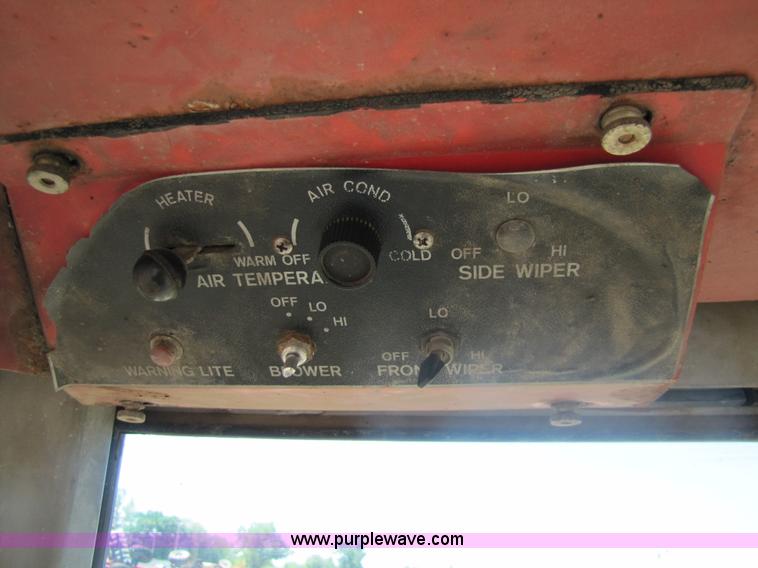 HEATER
AIR COND
LO
WARM OFF
COLD
OFF
HI
AIR TEMPERA
SIDE WIPER
OFF
LO
HI
LO
OFF
HI
WARNING LITE
BLOWER
FRONT WIPER
www.purplewave.com